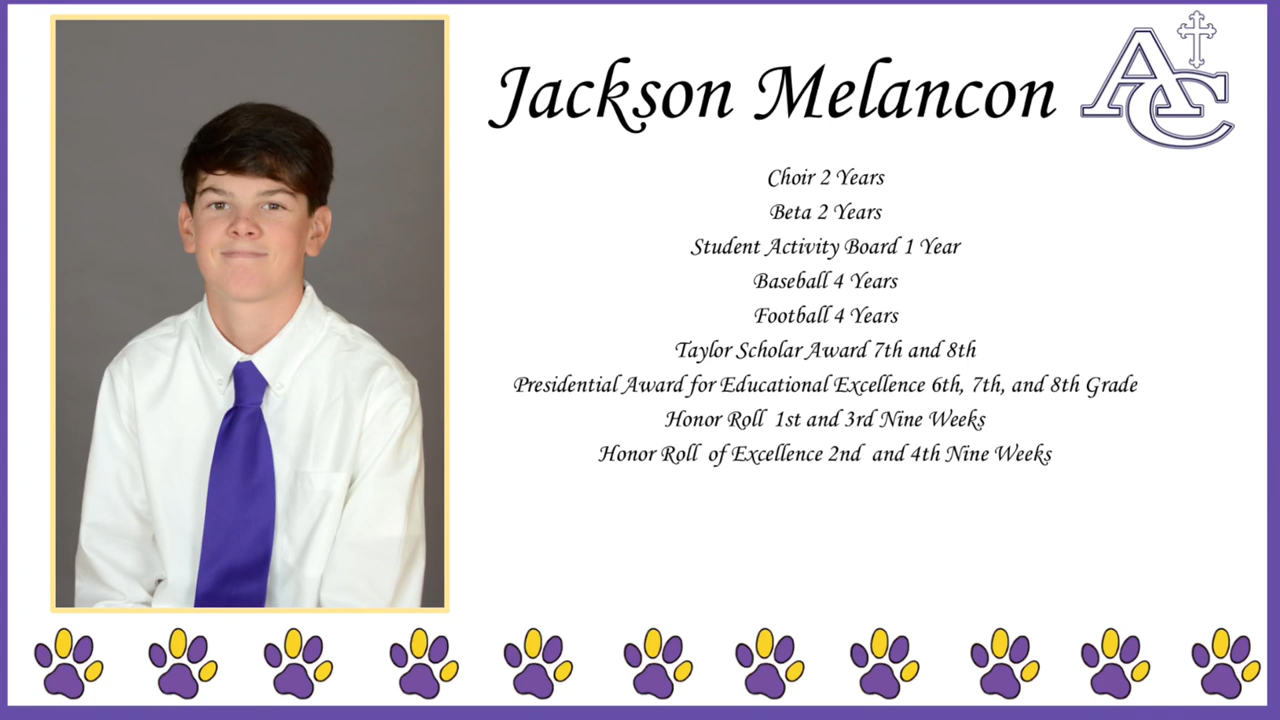 Jackson Melancon
AC
Choir 2 Years
Beta 2 Years
Student Activity Board 1 Year
Baseball 4 Years
Football 4 Years
Taylor Scholar Award 7th and 8th
Presidential Award for Educational Excellence 6th, 7th, and 8th Grade
Honor Roll 1st and 3rd Nine Weeks
Honor Roll of Excellence 2nd and 4th Nine Weeks